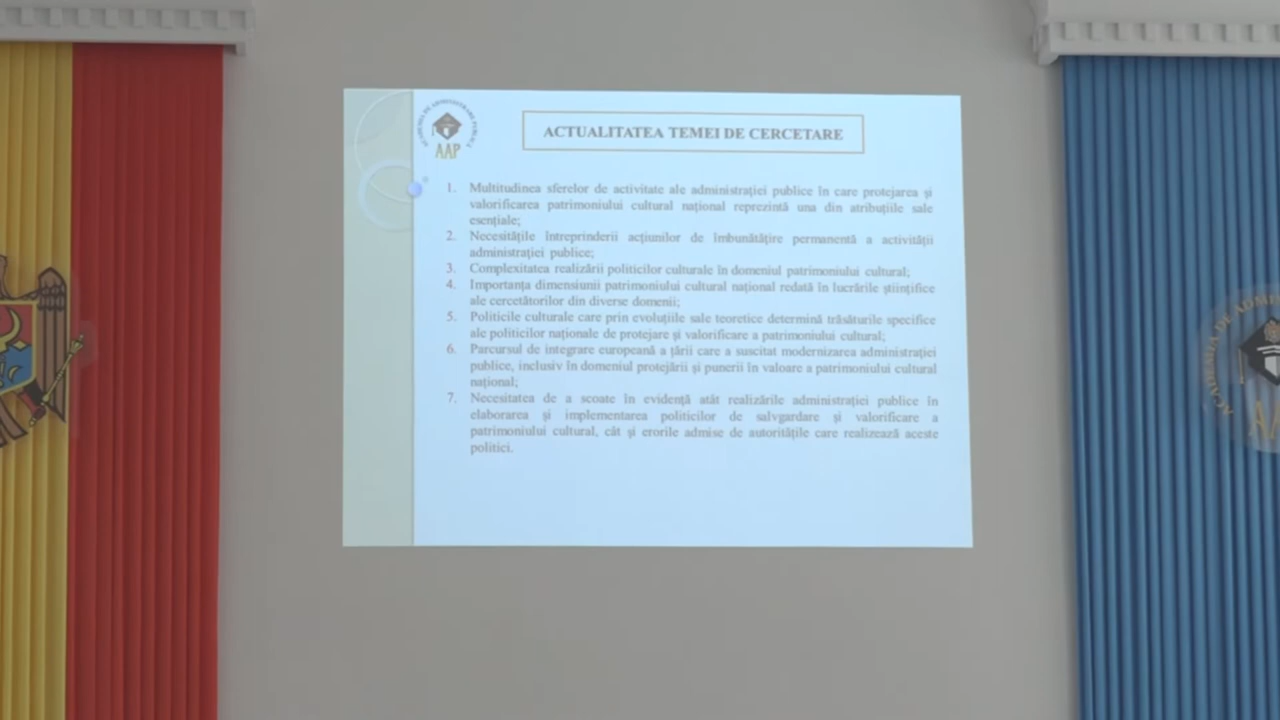 ACADEMIA DE ADMINISTRARE PUBLICĂ
AAP
ACTUALITATEA TEMEI DE CERCETARE
1. Multitudinea sferelor de activitate ale administrației publice în care protejarea și
valorificarea patrimoniului cultural național reprezintă una din atribuțiile sale
esențiale;
2. Necesitățile întreprinderii acțiunilor de îmbunătățire permanentă a activității
administrației publice;
3. Complexitatea realizării politicilor culturale în domeniul patrimoniului cultural;
4. Importanța dimensiunii patrimoniului cultural național redată în lucrările științifice
ale cercetătorilor din diverse domenii;
5. Politicile culturale care prin evoluțiile sale teoretice determină trăsăturile specifice
ale politicilor naționale de protejare și valorificare a patrimoniului cultural;
6. Parcursul de integrare europeană a țării care a suscitat modernizarea administrației
publice, inclusiv în domeniul protejării și punerii în valoare a patrimoniului cultural
național;
7. Necesitatea de a scoate în evidență atât realizările administrației publice în
elaborarea și implementarea politicilor de salvgardare și valorificare a
patrimoniului cultural, cât și erorile admise de autoritățile care realizează aceste
politici.
ACADEMIA DE ADMI